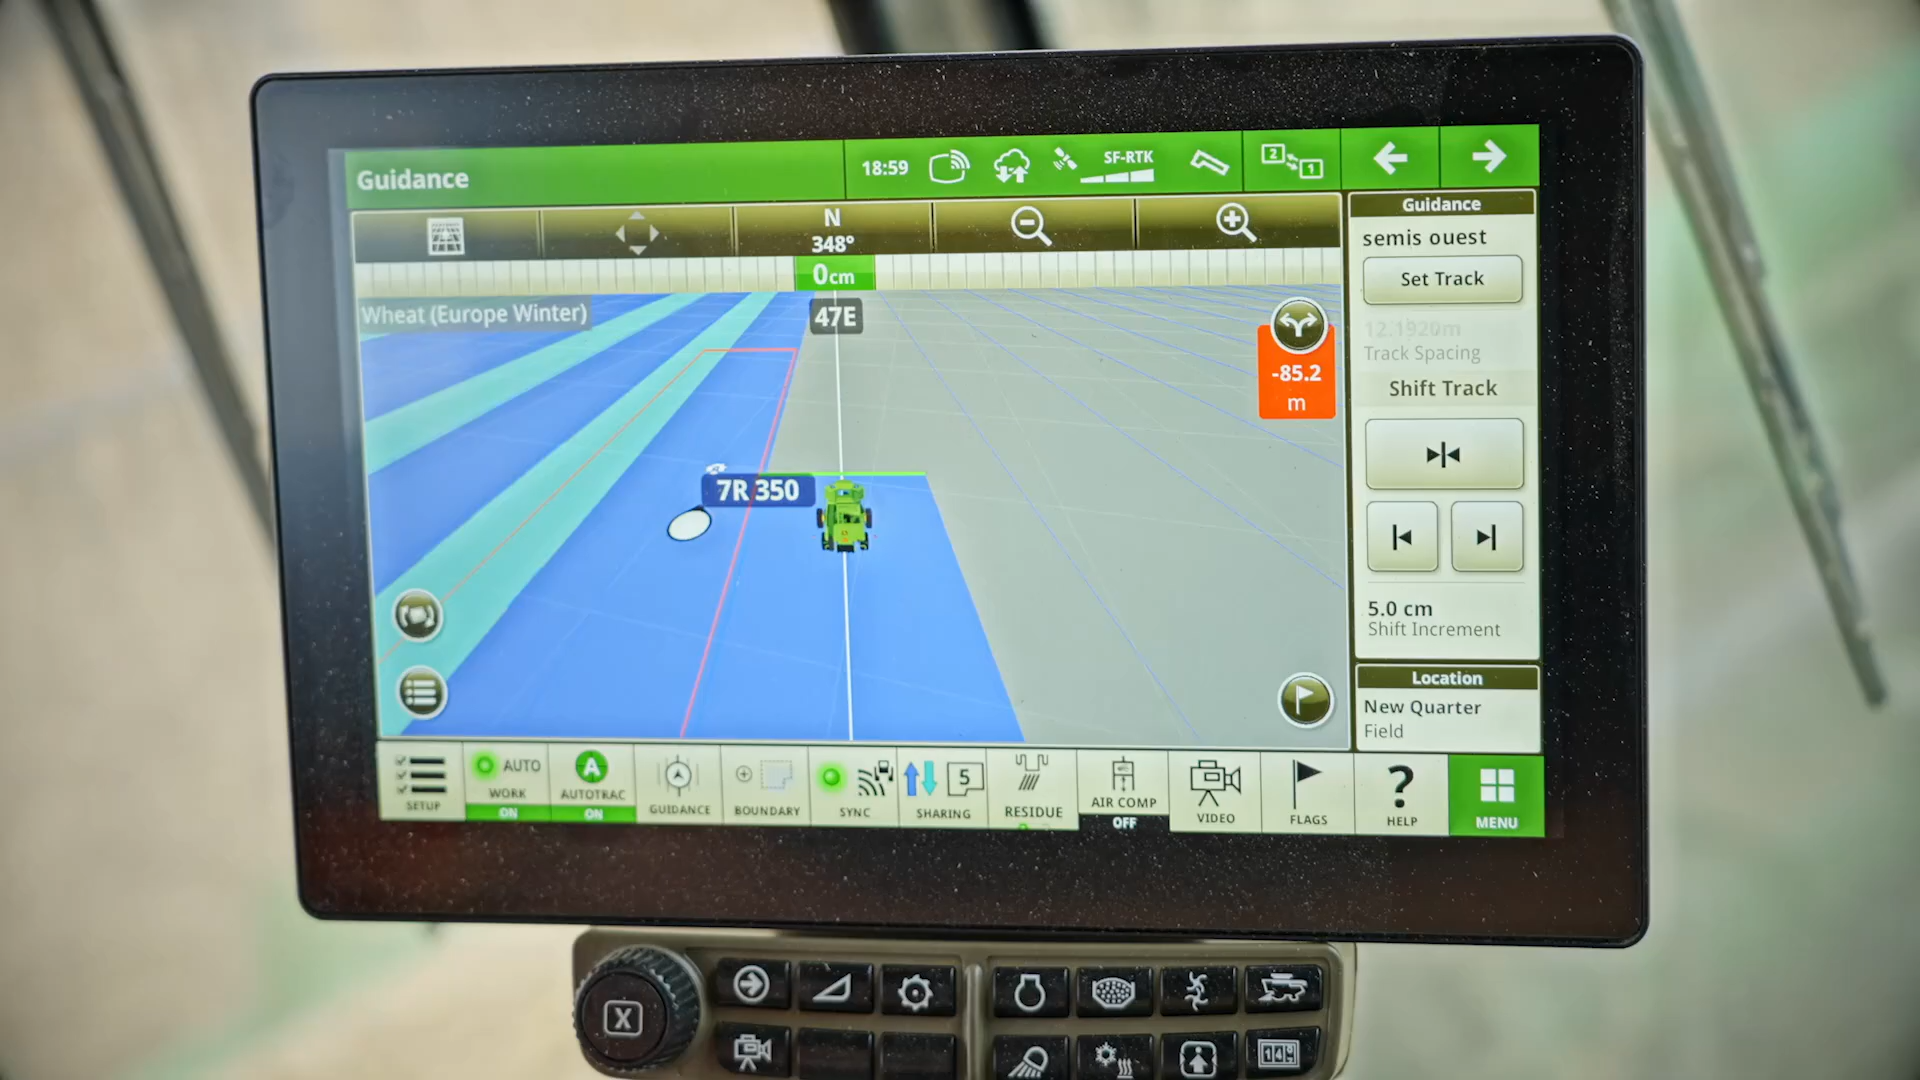 Guidance
18:59
SF-RTK
2
1
N
348°
0cm
Wheat (Europe Winter)
47E
-85.2
m
7R 350
Guidance
semis ouest
Set Track
12.1920m
Track Spacing
Shift Track
5.0 cm
Shift Increment
Location
New Quarter
Field
SETUP
AUTO
WORK
ON
A
AUTOTRAC
ON
GUIDANCE
BOUNDARY
SYNC
5
SHARING
RESIDUE
AIR COMP
OFF
VIDEO
FLAGS
?
HELP
MENU
X